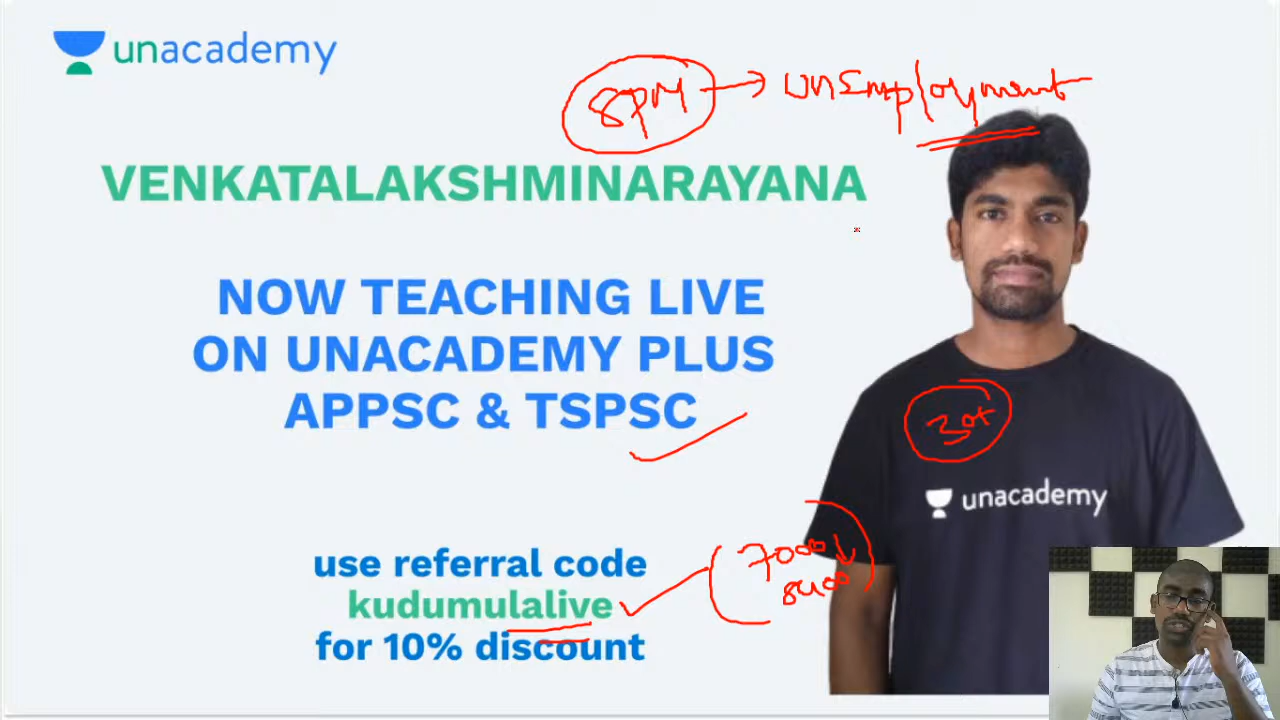 unacademy
8PM → UnEmployment
VENKATALAKSHMINARAYANA
NOW TEACHING LIVE
ON UNACADEMY PLUS
APPSC & TSPSC
30+
unacademy
use referral code
kudumulalive
for 10% discount
7000
8400